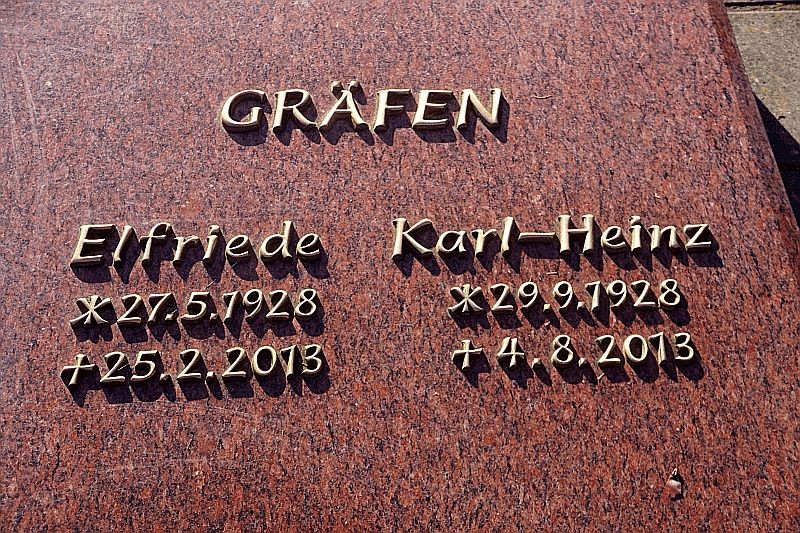 GRÄFEN
Elfriede Karl-Heinz
*27.5.1928 *29.9.1928
+25.2.2013 +4.8.2013